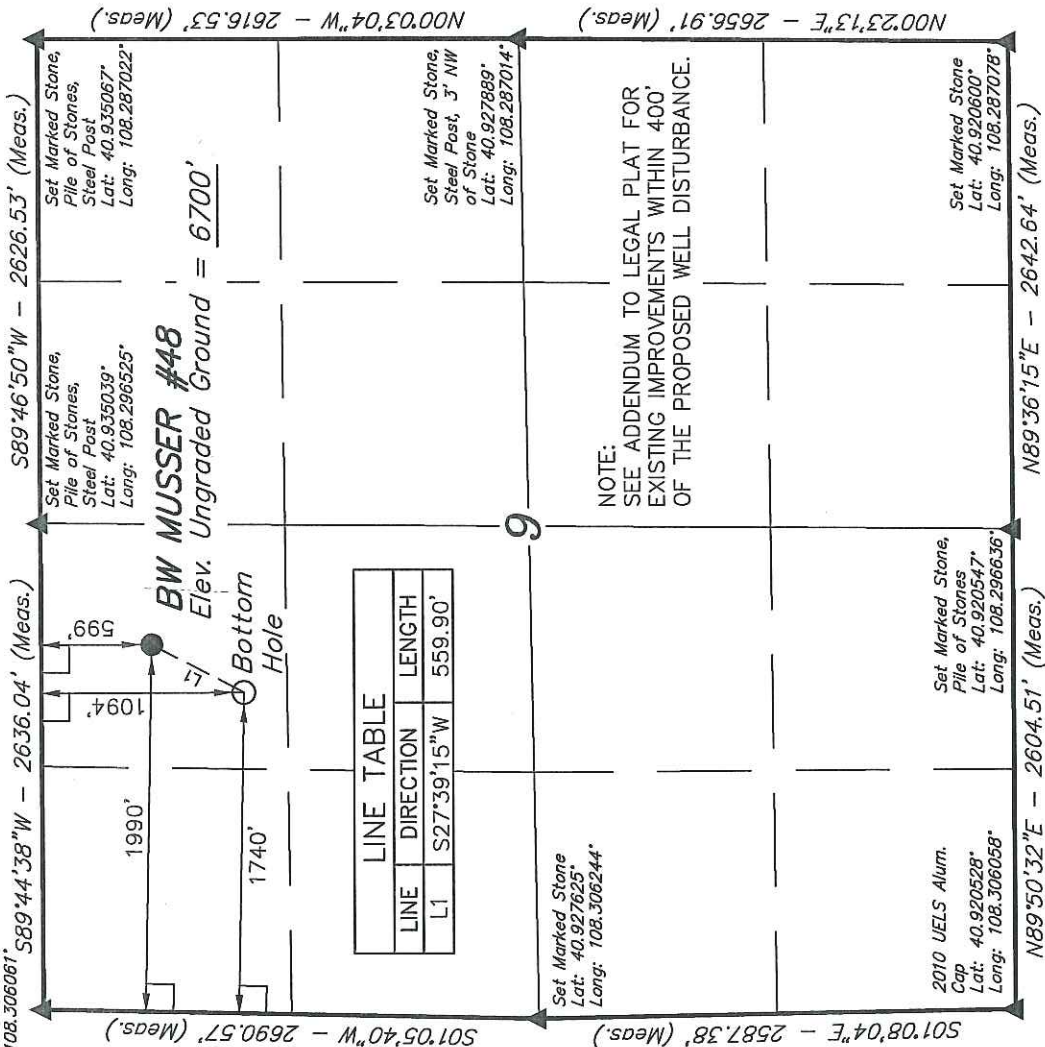 108.306061°
S89°44'38"W - 2636.04' (Meas.)
S89°46'50"W - 2626.53' (Meas.)
Set Marked Stone,
Pile of Stones,
Steel Post
Lat: 40.935039°
Long: 108.296525°
Set Marked Stone,
Pile of Stones,
Steel Post
Lat: 40.935067°
Long: 108.287022°
599'
1094'
1990'
1740'
L1
BW MUSSER #48
Elev. Ungraded Ground = 6700'
Bottom
Hole
S01°05'40"W - 2690.57' (Meas.)
N00°03'04"W - 2616.53' (Meas.)
LINE TABLE
LINE DIRECTION LENGTH
L1 S27°39'15"W 559.90'
Set Marked Stone,
Steel Post, 3' NW
of Stone
Lat: 40.927889°
Long: 108.287014°
9
Set Marked Stone
Lat: 40.927625°
Long: 108.306244°
NOTE:
SEE ADDENDUM TO LEGAL PLAT FOR
EXISTING IMPROVEMENTS WITHIN 400'
OF THE PROPOSED WELL DISTURBANCE.
S01°08'04"E - 2587.38' (Meas.)
N00°23'13"E - 2656.91' (Meas.)
2010 UELS Alum.
Cap
Lat: 40.920528°
Long: 108.306058°
Set Marked Stone,
Pile of Stones
Lat: 40.920547°
Long: 108.296636°
Set Marked Stone
Lat: 40.920600°
Long: 108.287078°
N89°50'32"E - 2604.51' (Meas.)
N89°36'15"E - 2642.64' (Meas.)